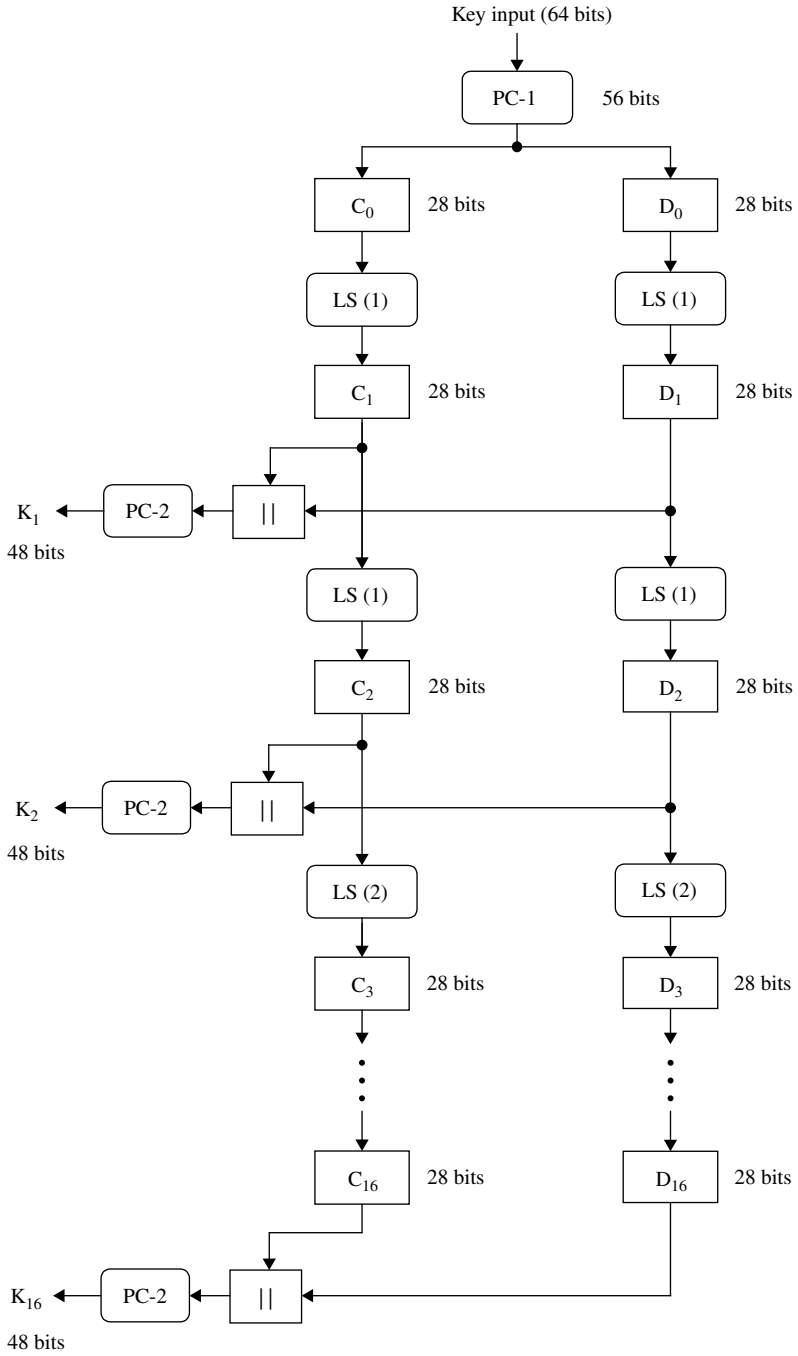 Key input (64 bits)
PC-1 56 bits
C₀ 28 bits D₀ 28 bits
LS (1) LS (1)
C₁ 28 bits D₁ 28 bits
K₁ PC-2 ||
48 bits
LS (1) LS (1)
C₂ 28 bits D₂ 28 bits
K₂ PC-2 ||
48 bits
LS (2) LS (2)
C₃ 28 bits D₃ 28 bits
C₁₆ 28 bits D₁₆ 28 bits
K₁₆ PC-2 ||
48 bits